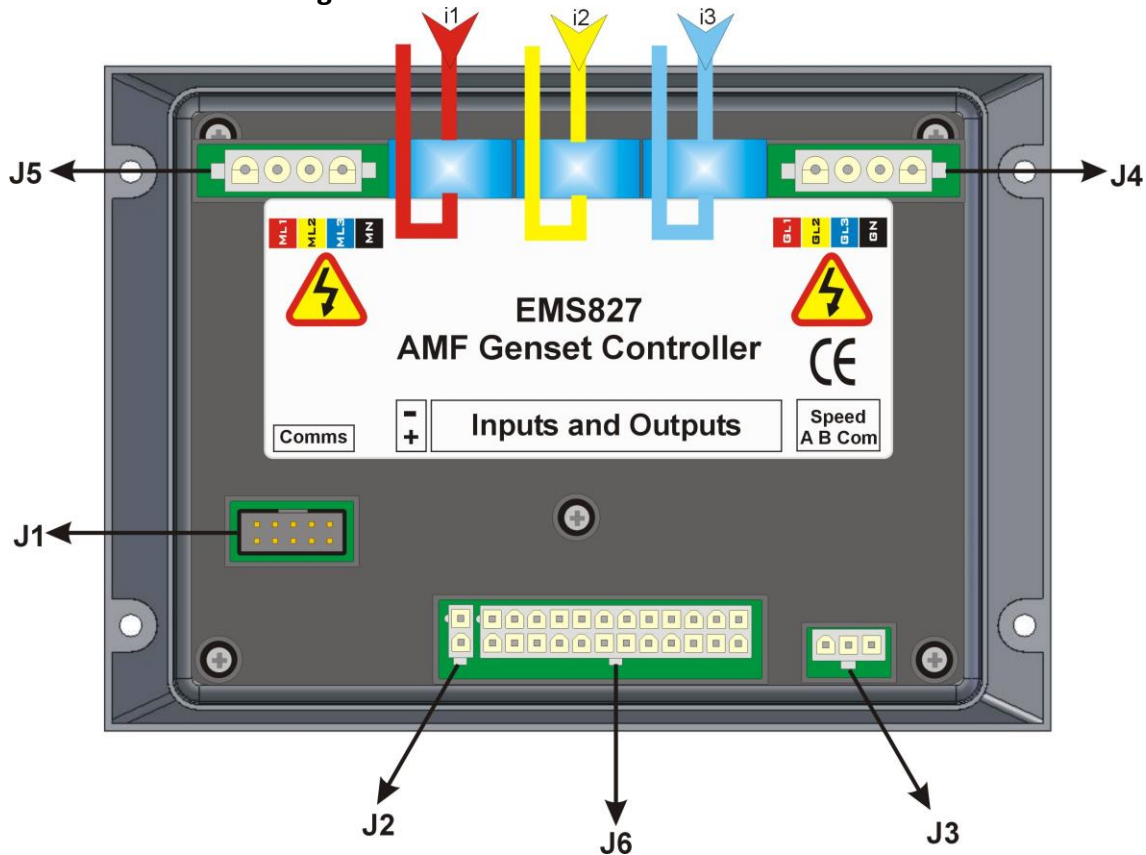 g
i1 i2 i3
J5
J4
ML1 ML2 ML3 MN
GL1 GL2 GL3 GN
EMS827
AMF Genset Controller
CE
Comms
-
+
Inputs and Outputs
Speed
A B Com
J1
J2
J6
J3